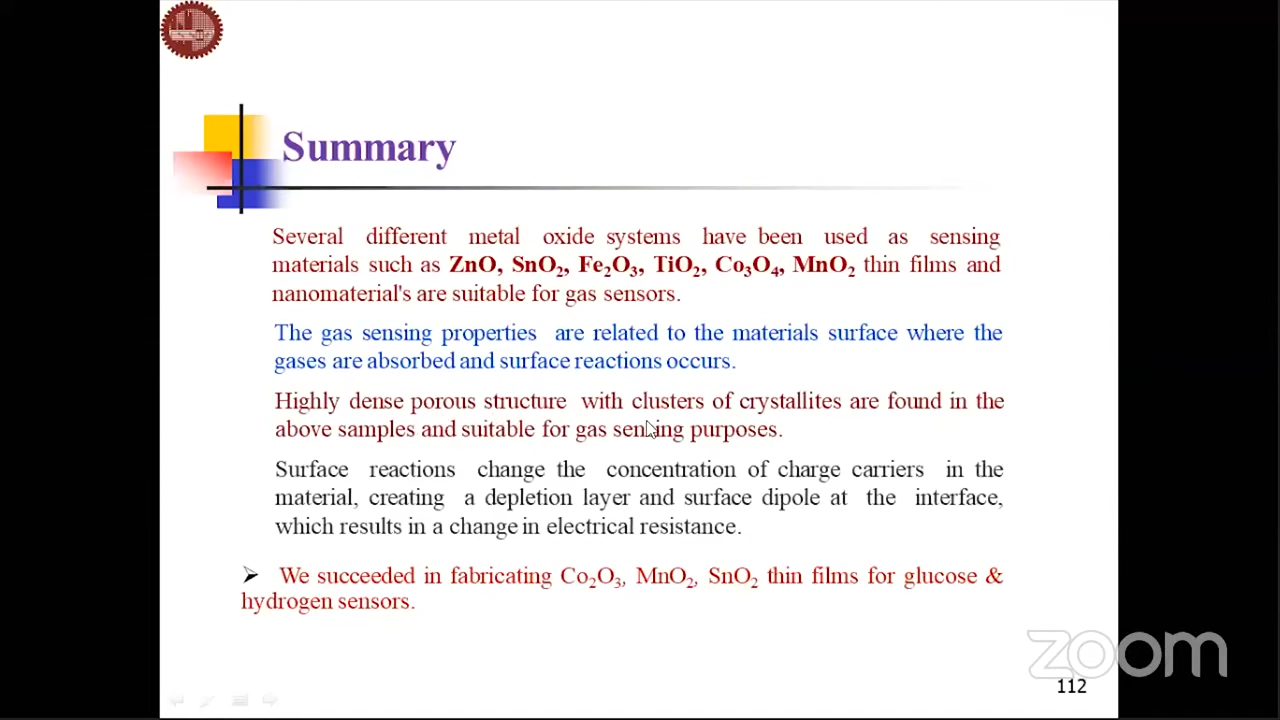 Summary
Several different metal oxide systems have been used as sensing
materials such as ZnO, SnO₂, Fe₂O₃, TiO₂, Co₃O₄, MnO₂ thin films and
nanomaterial's are suitable for gas sensors.
The gas sensing properties are related to the materials surface where the
gases are absorbed and surface reactions occurs.
Highly dense porous structure with clusters of crystallites are found in the
above samples and suitable for gas sensing purposes.
Surface reactions change the concentration of charge carriers in the
material, creating a depletion layer and surface dipole at the interface,
which results in a change in electrical resistance.
➢ We succeeded in fabricating Co₂O₃, MnO₂, SnO₂ thin films for glucose &
hydrogen sensors.
zoom
112